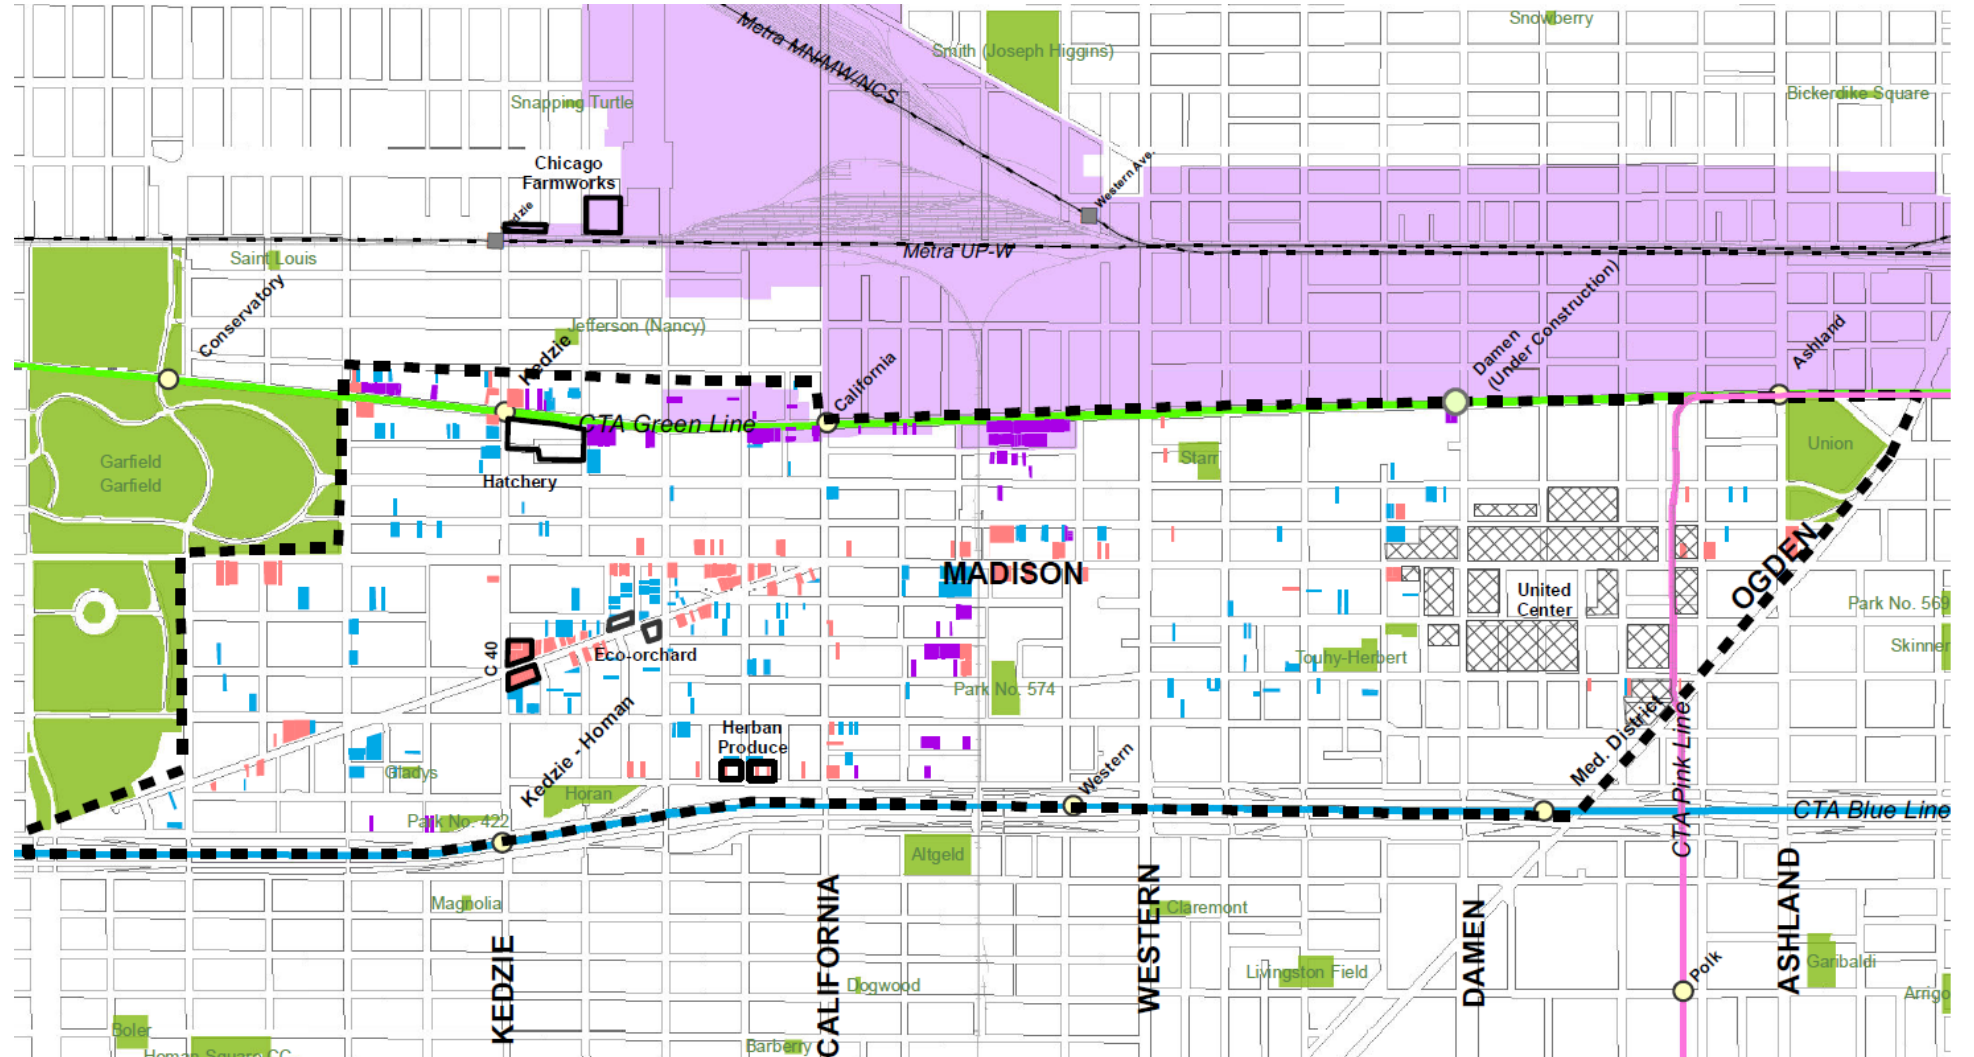 Snowberry
Metra MN/MW/NCS
Smith (Joseph Higgins)
Snapping Turtle
Bickerdike Square
Chicago
Farmworks
Western Ave.
Metra UP-W
Saint Louis
Conservatory
Jefferson (Nancy)
Kedzie
California
Damen
(Under Construction)
Ashland
CTA Green Line
Garfield
Garfield
Hatchery
Starr
Union
MADISON
OGDEN
United
Center
Park No. 569
Skinner
C 40
Eco-orchard
Touhy-Herbert
Park No. 574
Kedzie - Homan
Herban
Produce
Gladys
Horan
Western
Med. District
CTA Pink Line
CTA Blue Line
Park No. 422
Altgeld
Magnolia
Claremont
KEDZIE
CALIFORNIA
WESTERN
DAMEN
ASHLAND
Livingston Field
Garibaldi
Polk
Dogwood
Arrigo
Boler
Barberry
Homan Square CC